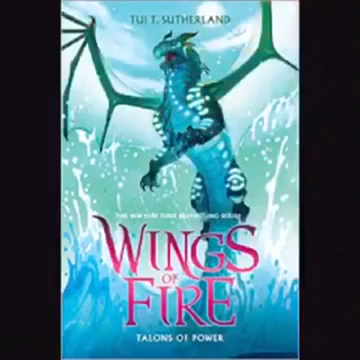 TUI T. SUTHERLAND
THE NEW YORK TIMES BESTSELLING SERIES
WINGS
OF
FIRE
TALONS OF POWER